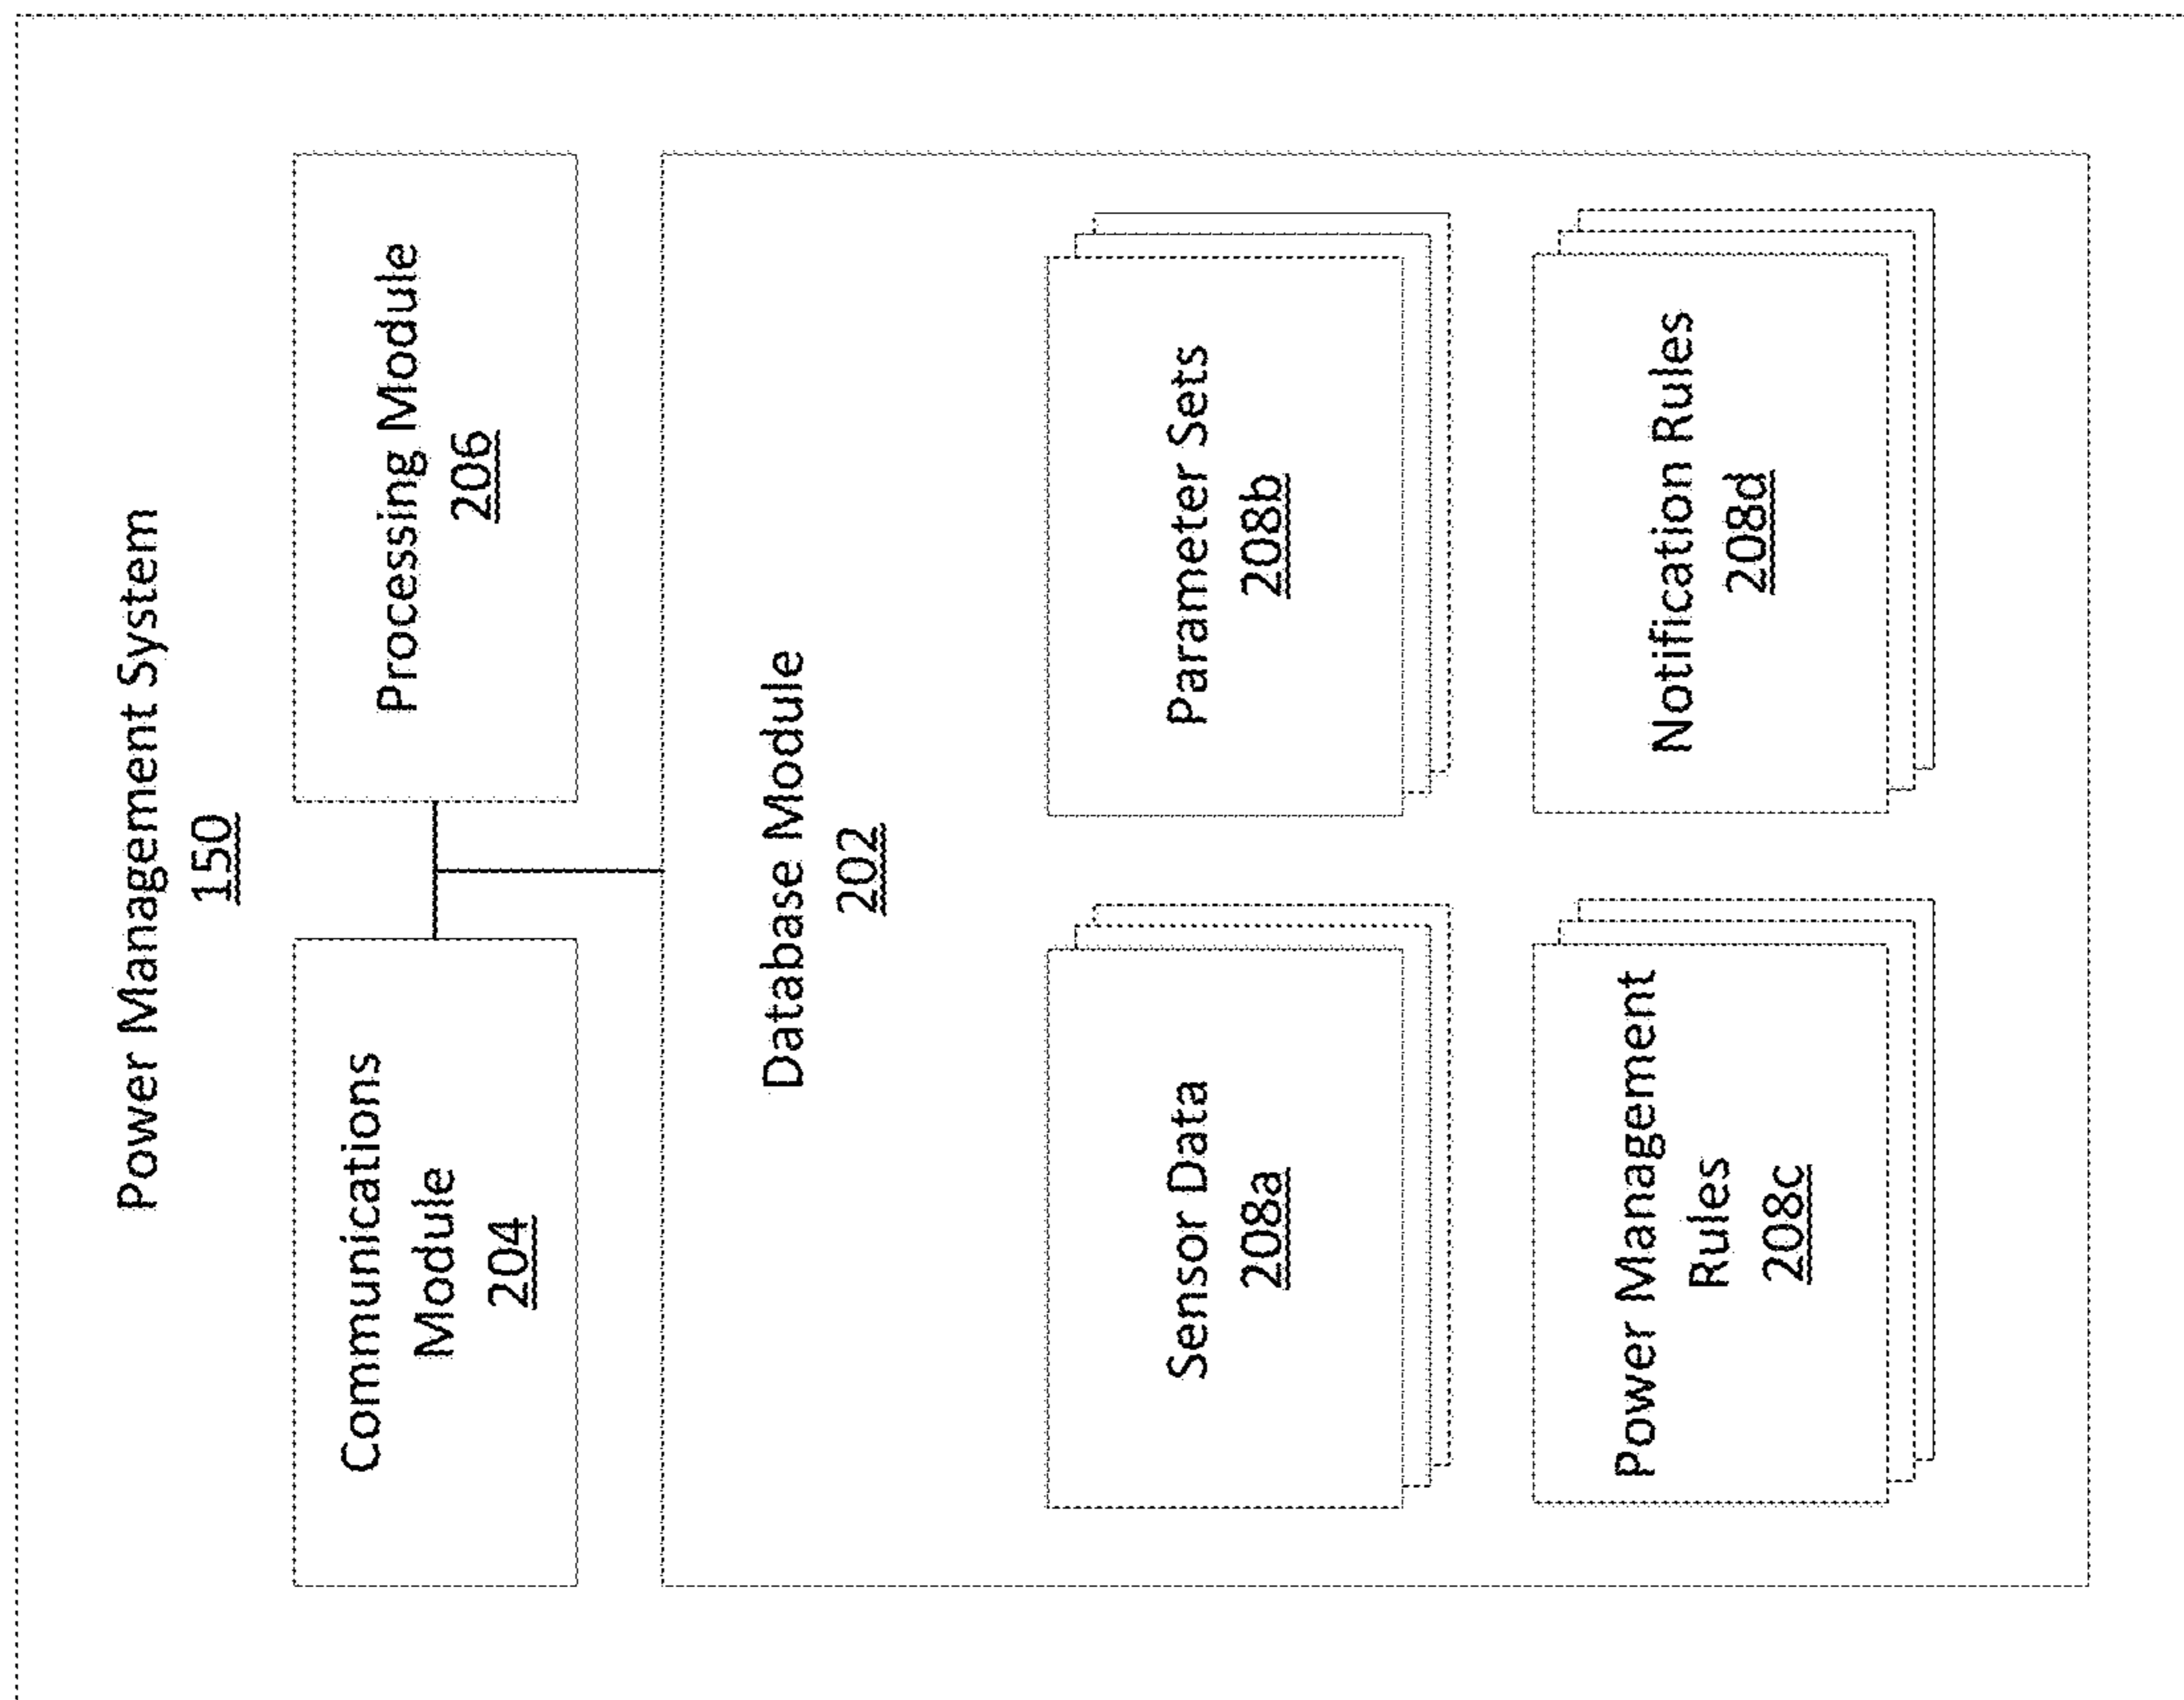 Power Management System
150
Communications
Module
204
Processing Module
206
Database Module
202
Sensor Data
208a
Parameter Sets
208b
Power Management
Rules
208c
Notification Rules
208d